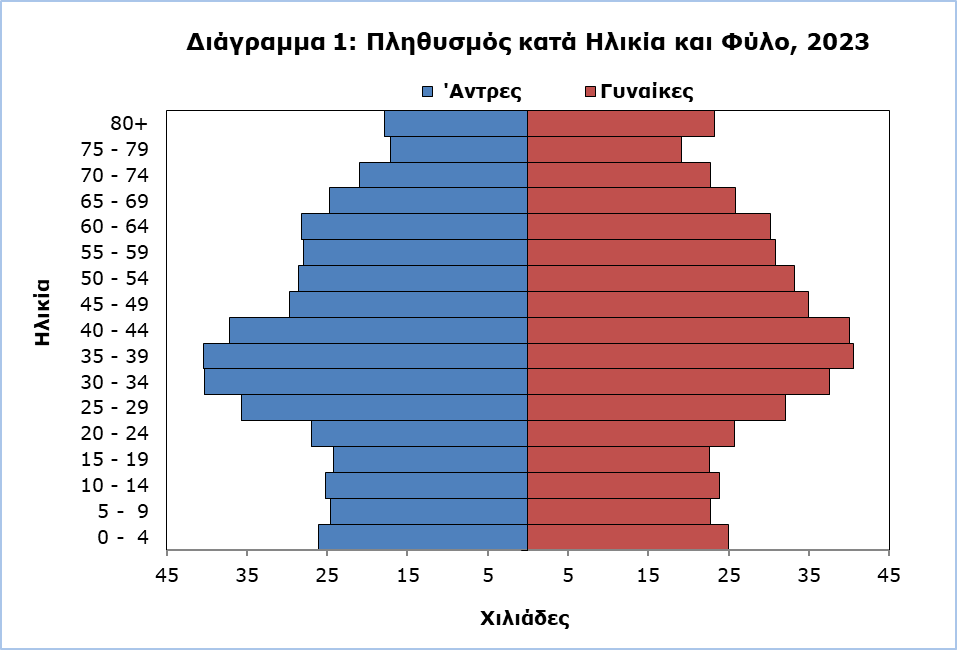 Διάγραμμα 1: Πληθυσμός κατά Ηλικία και Φύλο, 2023
'Αντρες Γυναίκες
80+
75 - 79
70 - 74
65 - 69
60 - 64
55 - 59
50 - 54
45 - 49
40 - 44
35 - 39
30 - 34
25 - 29
20 - 24
15 - 19
10 - 14
5 - 9
0 - 4
Ηλικία
45 35 25 15 5 5 15 25 35 45
Χιλιάδες